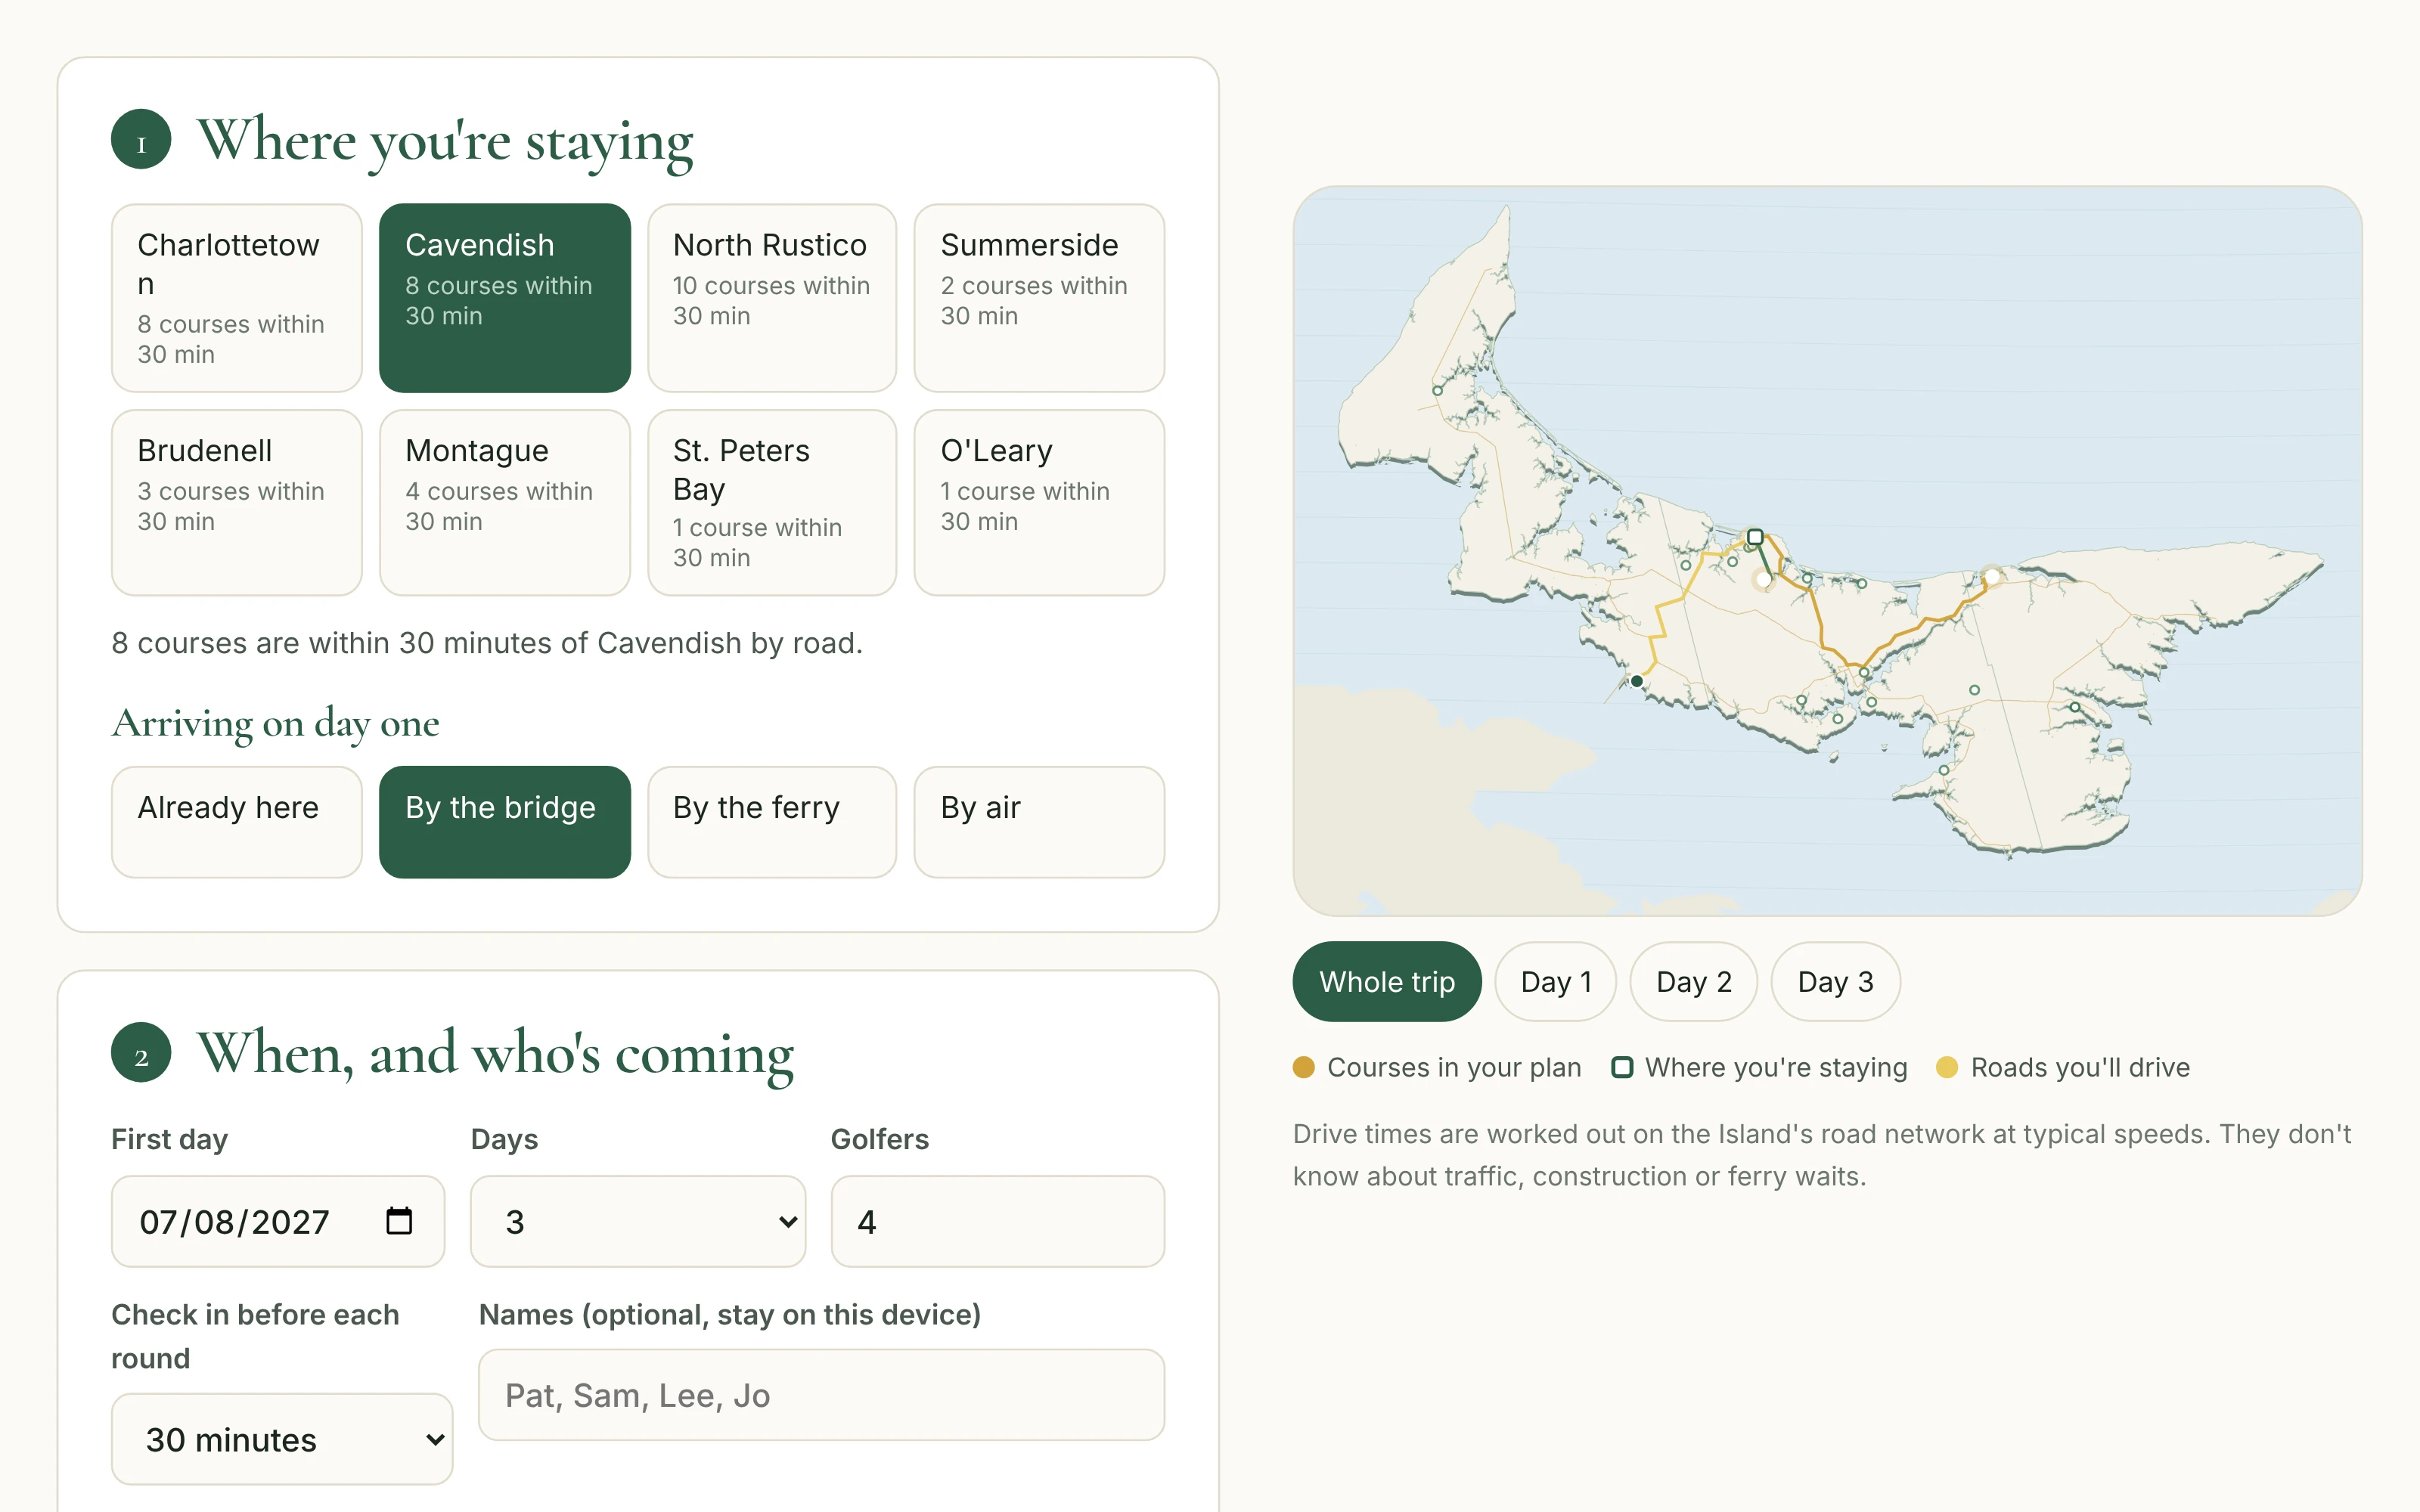 1 Where you're staying
Charlottetow
n
8 courses within
30 min
Cavendish
8 courses within
30 min
North Rustico
10 courses within
30 min
Summerside
2 courses within
30 min
Brudenell
3 courses within
30 min
Montague
4 courses within
30 min
St. Peters
Bay
1 course within
30 min
O'Leary
1 course within
30 min
8 courses are within 30 minutes of Cavendish by road.
Arriving on day one
Already here
By the bridge
By the ferry
By air
2 When, and who's coming
First day
Days
Golfers
07/08/2027
3
4
Check in before each
round
Names (optional, stay on this device)
30 minutes
Pat, Sam, Lee, Jo
Whole trip
Day 1
Day 2
Day 3
Courses in your plan
Where you're staying
Roads you'll drive
Drive times are worked out on the Island's road network at typical speeds. They don't
know about traffic, construction or ferry waits.